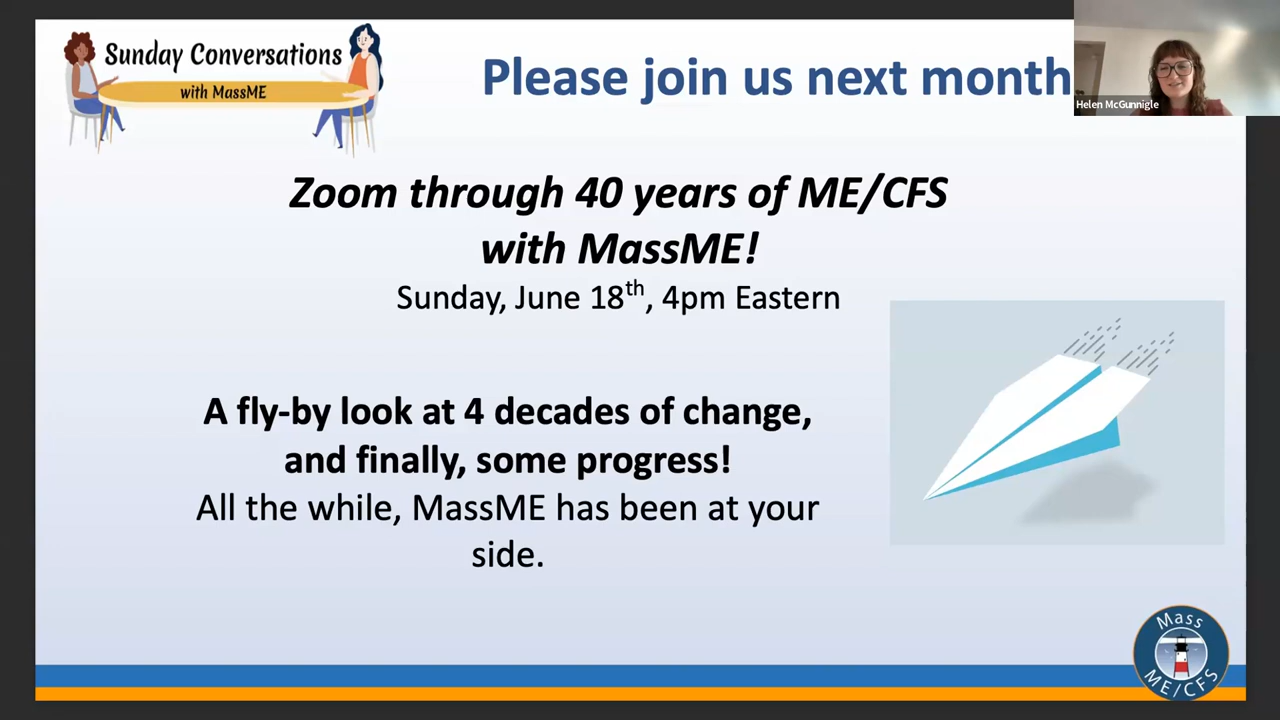 Sunday Conversations
with MassME
Please join us next month
Helen McGunnigle
Zoom through 40 years of ME/CFS
with MassME!
Sunday, June 18th, 4pm Eastern
A fly-by look at 4 decades of change,
and finally, some progress!
All the while, MassME has been at your
side.
Mass
ME/CFS